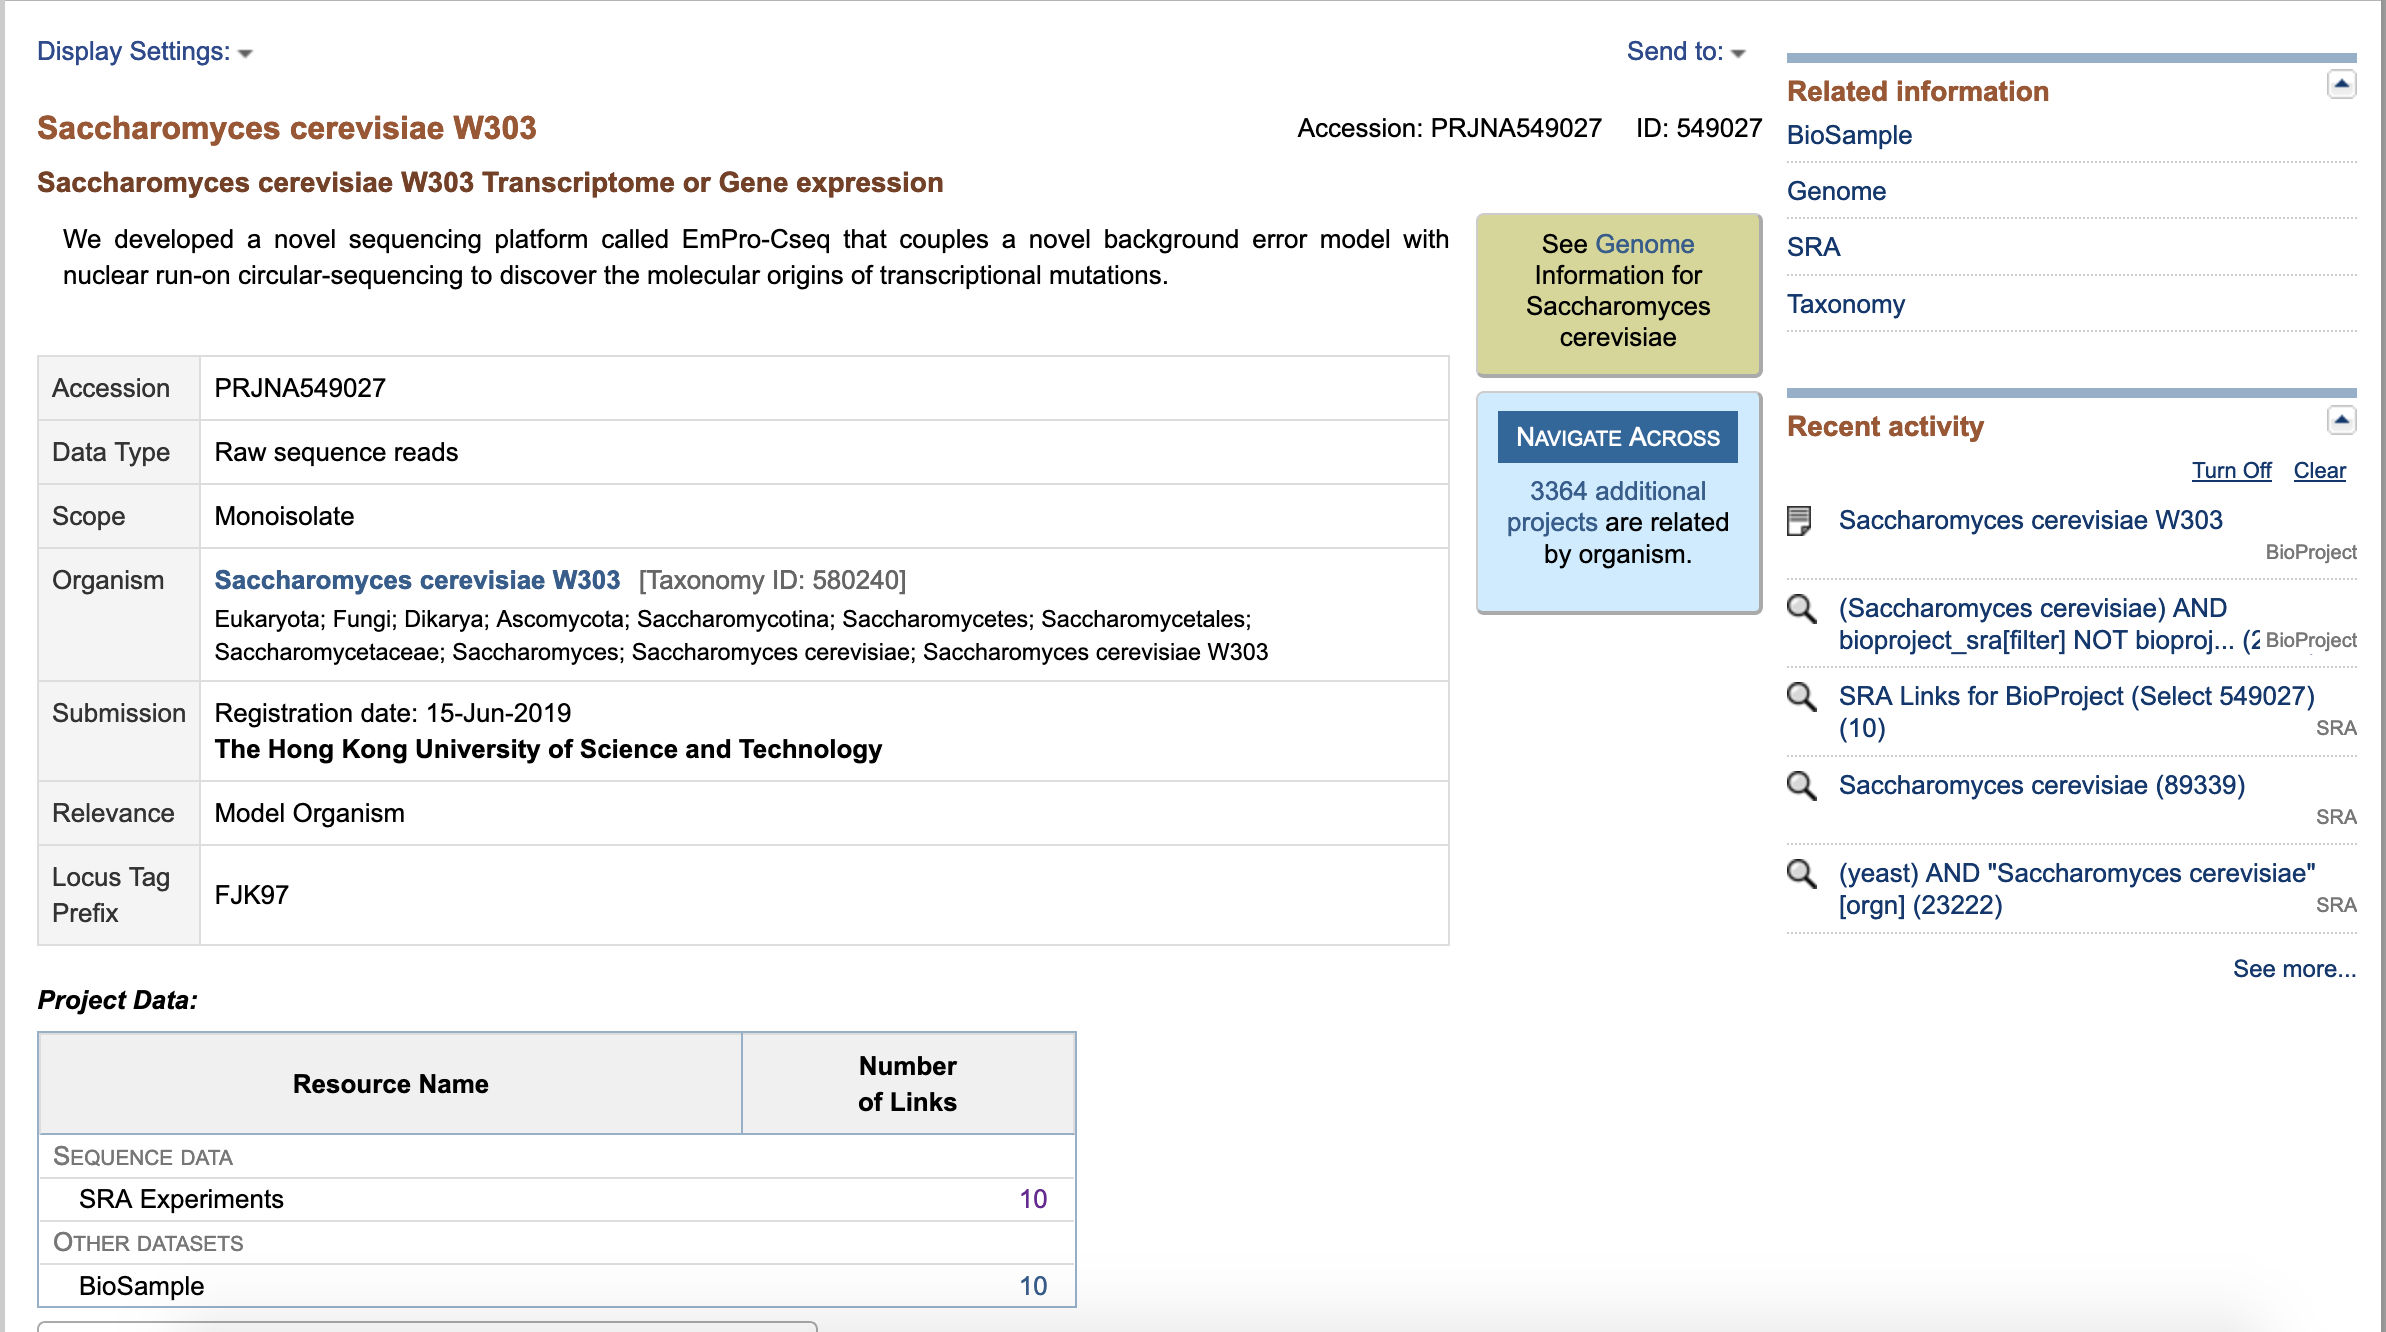 Display Settings:
Send to:
Saccharomyces cerevisiae W303
Accession: PRJNA549027 ID: 549027
Saccharomyces cerevisiae W303 Transcriptome or Gene expression
We developed a novel sequencing platform called EmPro-Cseq that couples a novel background error model with
nuclear run-on circular-sequencing to discover the molecular origins of transcriptional mutations.
See Genome
Information for
Saccharomyces
cerevisiae
NAVIGATE ACROSS
3364 additional
projects are related
by organism.
Accession PRJNA549027
Data Type Raw sequence reads
Scope Monoisolate
Organism Saccharomyces cerevisiae W303 [Taxonomy ID: 580240]
Eukaryota; Fungi; Dikarya; Ascomycota; Saccharomycotina; Saccharomycetes; Saccharomycetales;
Saccharomycetaceae; Saccharomyces; Saccharomyces cerevisiae; Saccharomyces cerevisiae W303
Submission Registration date: 15-Jun-2019
The Hong Kong University of Science and Technology
Relevance Model Organism
Locus Tag
Prefix
FJK97
Project Data:
Resource Name
Number
of Links
SEQUENCE DATA
SRA Experiments 10
OTHER DATASETS
BioSample 10
Related information
BioSample
Genome
SRA
Taxonomy
Recent activity
Turn Off Clear
Saccharomyces cerevisiae W303
BioProject
(Saccharomyces cerevisiae) AND
bioproject_sra[filter] NOT bioproj... (2 BioProject
SRA Links for BioProject (Select 549027)
(10) SRA
Saccharomyces cerevisiae (89339)
SRA
(yeast) AND "Saccharomyces cerevisiae"
[orgn] (23222) SRA
See more...